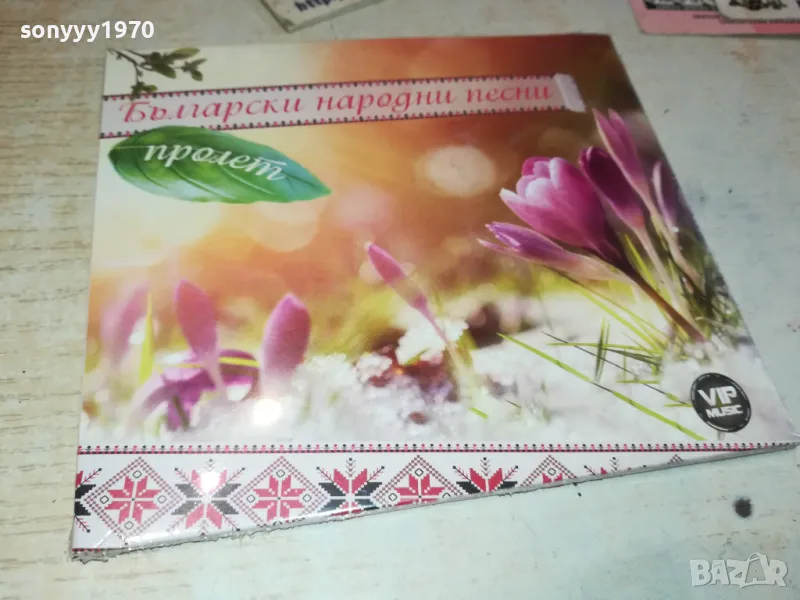 sonyyy1970
Български народни песни
пролет
VIP
MUSIC
BAZAR